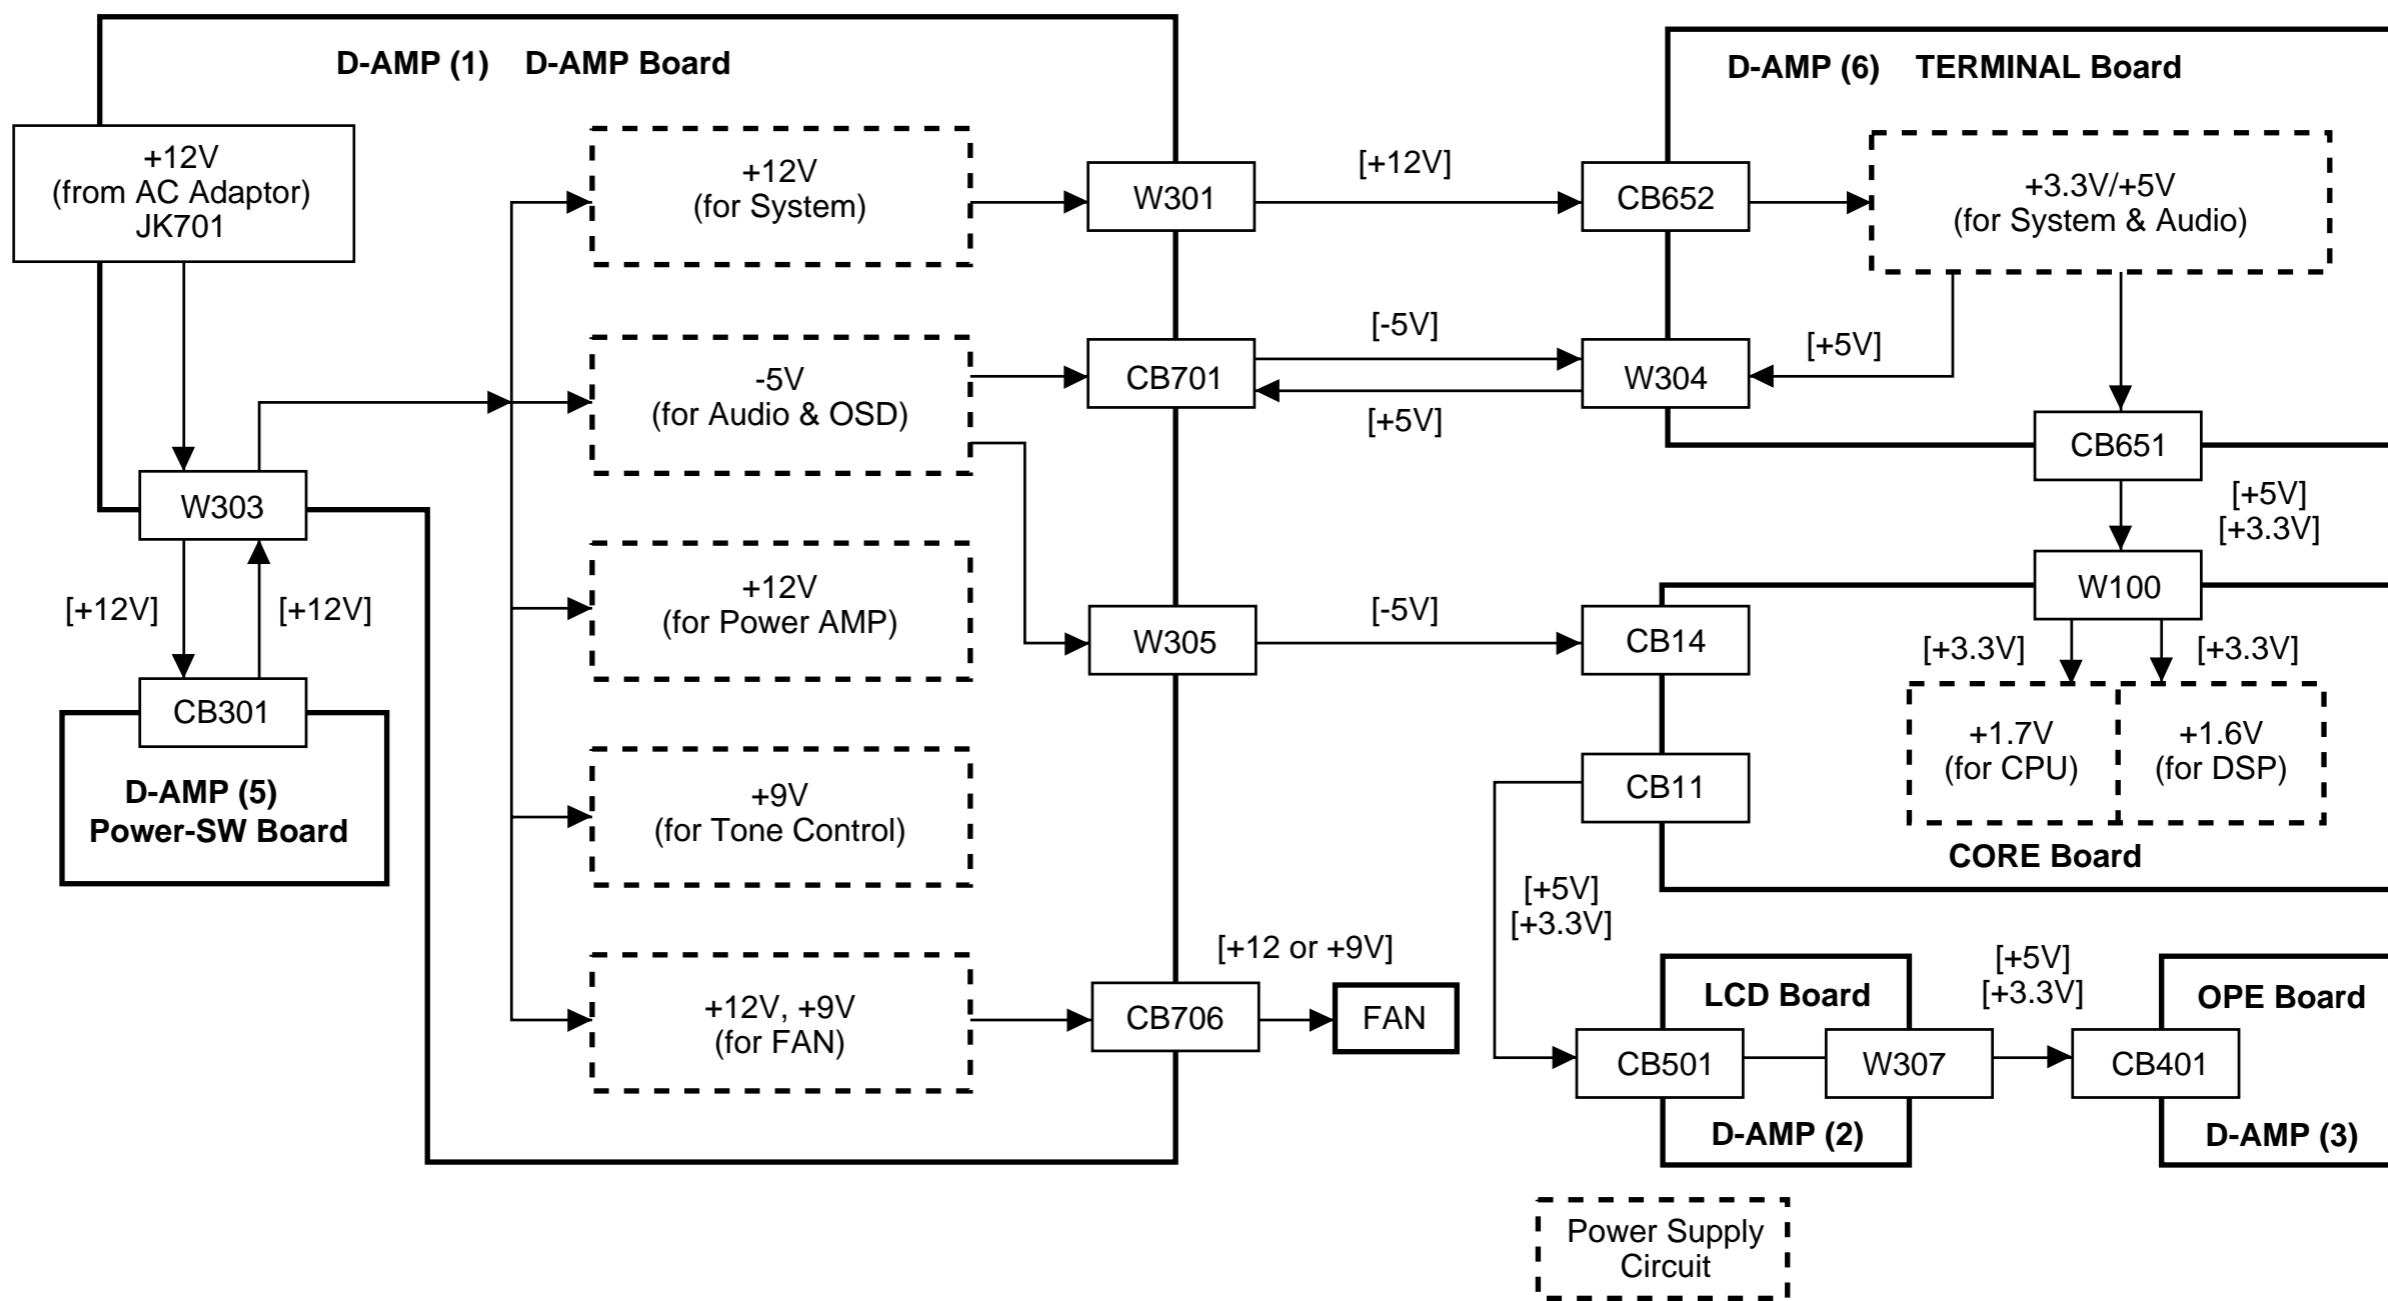 D-AMP (1) D-AMP Board
+12V
(from AC Adaptor)
JK701
+12V
(for System)
W301
[+12V]
-5V
(for Audio & OSD)
CB701
[-5V]
[+5V]
W303
[+12V]
[+12V]
CB301
D-AMP (5)
Power-SW Board
+12V
(for Power AMP)
W305
[-5V]
+9V
(for Tone Control)
+12V, +9V
(for FAN)
CB706
[+12 or +9V]
FAN
D-AMP (6) TERMINAL Board
CB652
+3.3V/+5V
(for System & Audio)
W304
[+5V]
CB651
[+5V]
[+3.3V]
W100
CB14
[+3.3V]
[+3.3V]
+1.7V
(for CPU)
+1.6V
(for DSP)
CB11
CORE Board
[+5V]
[+3.3V]
LCD Board
CB501
W307
D-AMP (2)
[+5V]
[+3.3V]
OPE Board
CB401
D-AMP (3)
Power Supply
Circuit